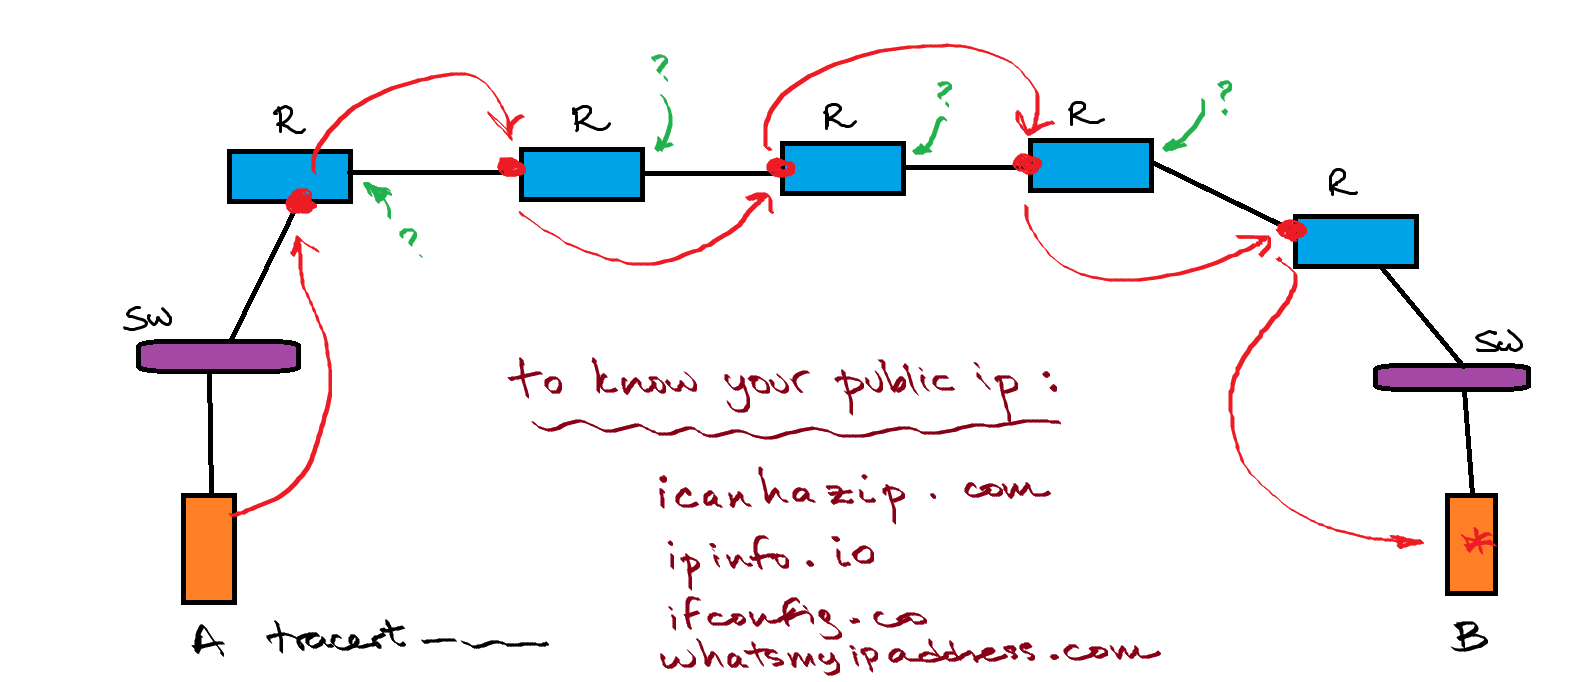 ?
?
?
R
R
R
R
R
?
SW
SW
to know your public ip :
icanhazip.com
ipinfo.io
ifconfig.co
A tracert
B
whatsmyipaddress.com